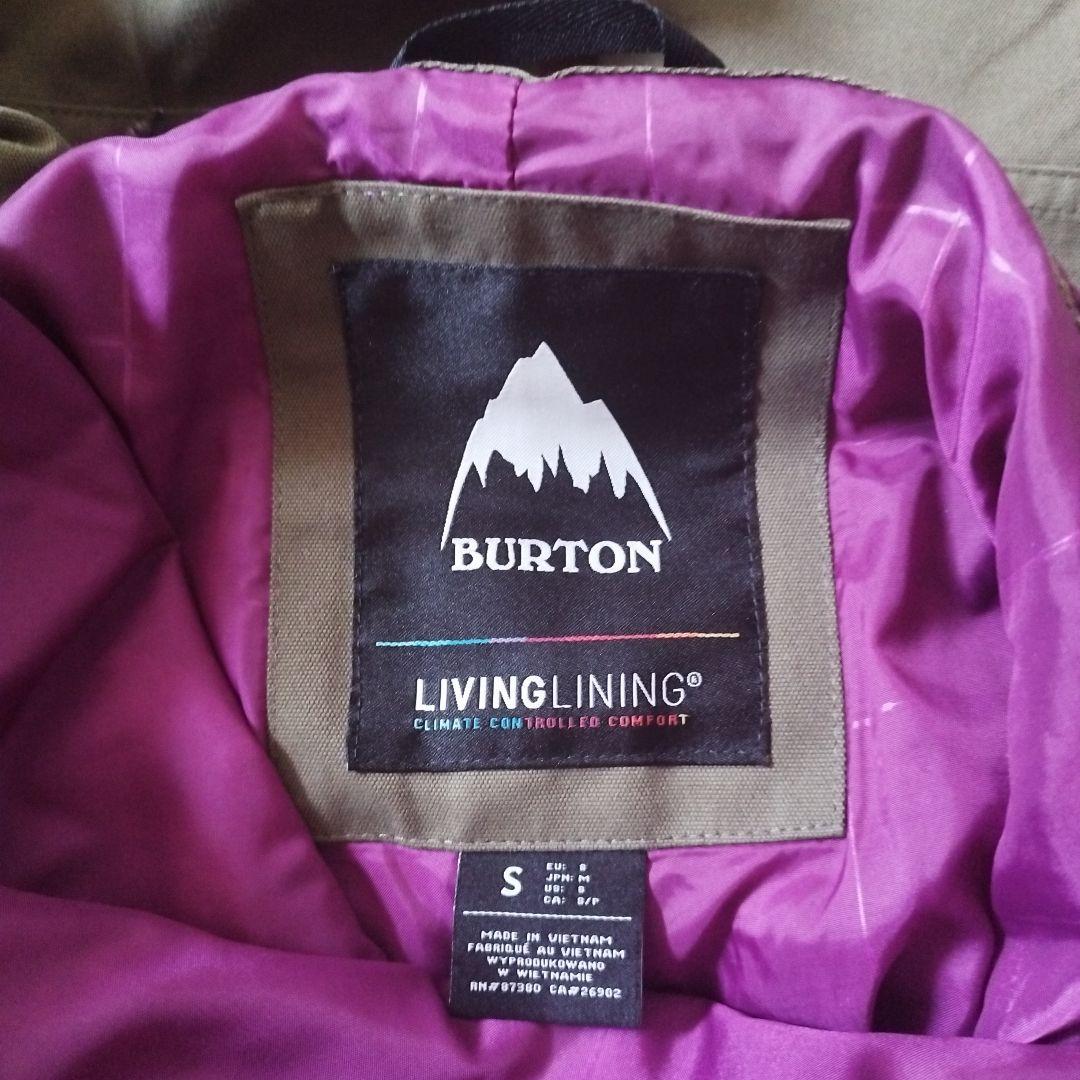 BURTON
LIVINGLINING®
CLIMATE CONTROLLED COMFORT
S
EU: S
JPN: M
US: S
CA: S/P
MADE IN VIETNAM
FABRIQUÉ AU VIETNAM
WYPRODUKOWANO
W WIETNAMIE
RN#87380 CA#26902